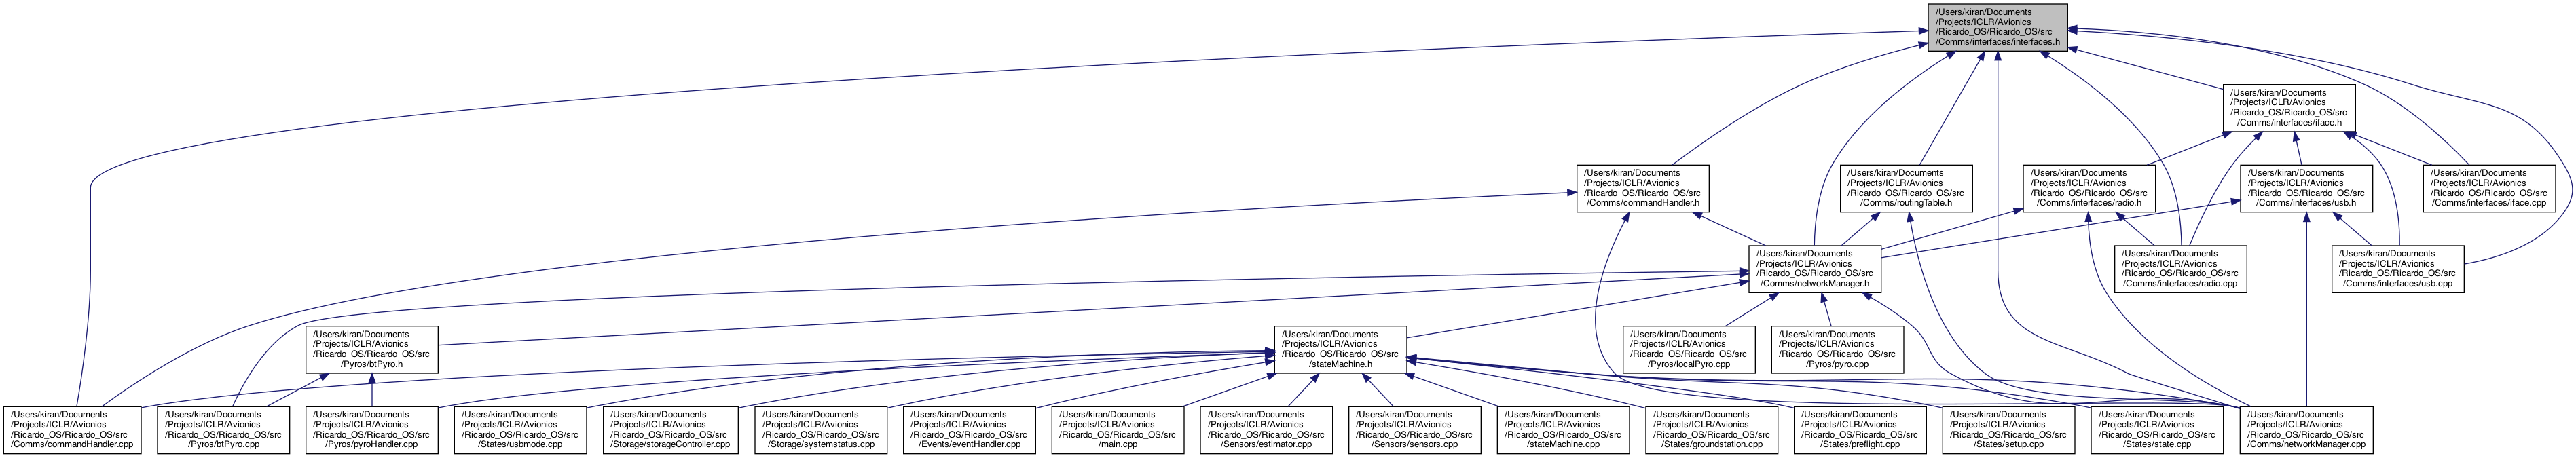 /Users/kiran/Documents
/Projects/ICLR/Avionics
/Ricardo_OS/Ricardo_OS/src
/Comms/interfaces/interfaces.h
/Users/kiran/Documents
/Projects/ICLR/Avionics
/Ricardo_OS/Ricardo_OS/src
/Comms/interfaces/iface.h
/Users/kiran/Documents
/Projects/ICLR/Avionics
/Ricardo_OS/Ricardo_OS/src
/Comms/commandHandler.h
/Users/kiran/Documents
/Projects/ICLR/Avionics
/Ricardo_OS/Ricardo_OS/src
/Comms/routingTable.h
/Users/kiran/Documents
/Projects/ICLR/Avionics
/Ricardo_OS/Ricardo_OS/src
/Comms/interfaces/radio.h
/Users/kiran/Documents
/Projects/ICLR/Avionics
/Ricardo_OS/Ricardo_OS/src
/Comms/interfaces/usb.h
/Users/kiran/Documents
/Projects/ICLR/Avionics
/Ricardo_OS/Ricardo_OS/src
/Comms/interfaces/iface.cpp
/Users/kiran/Documents
/Projects/ICLR/Avionics
/Ricardo_OS/Ricardo_OS/src
/Comms/networkManager.h
/Users/kiran/Documents
/Projects/ICLR/Avionics
/Ricardo_OS/Ricardo_OS/src
/Comms/interfaces/radio.cpp
/Users/kiran/Documents
/Projects/ICLR/Avionics
/Ricardo_OS/Ricardo_OS/src
/Comms/interfaces/usb.cpp
/Users/kiran/Documents
/Projects/ICLR/Avionics
/Ricardo_OS/Ricardo_OS/src
/Pyros/btPyro.h
/Users/kiran/Documents
/Projects/ICLR/Avionics
/Ricardo_OS/Ricardo_OS/src
/stateMachine.h
/Users/kiran/Documents
/Projects/ICLR/Avionics
/Ricardo_OS/Ricardo_OS/src
/Pyros/localPyro.cpp
/Users/kiran/Documents
/Projects/ICLR/Avionics
/Ricardo_OS/Ricardo_OS/src
/Pyros/pyro.cpp
/Users/kiran/Documents
/Projects/ICLR/Avionics
/Ricardo_OS/Ricardo_OS/src
/Comms/commandHandler.cpp
/Users/kiran/Documents
/Projects/ICLR/Avionics
/Ricardo_OS/Ricardo_OS/src
/Pyros/btPyro.cpp
/Users/kiran/Documents
/Projects/ICLR/Avionics
/Ricardo_OS/Ricardo_OS/src
/Pyros/pyroHandler.cpp
/Users/kiran/Documents
/Projects/ICLR/Avionics
/Ricardo_OS/Ricardo_OS/src
/States/usbmode.cpp
/Users/kiran/Documents
/Projects/ICLR/Avionics
/Ricardo_OS/Ricardo_OS/src
/Storage/storageController.cpp
/Users/kiran/Documents
/Projects/ICLR/Avionics
/Ricardo_OS/Ricardo_OS/src
/Storage/systemstatus.cpp
/Users/kiran/Documents
/Projects/ICLR/Avionics
/Ricardo_OS/Ricardo_OS/src
/Events/eventHandler.cpp
/Users/kiran/Documents
/Projects/ICLR/Avionics
/Ricardo_OS/Ricardo_OS/src
/main.cpp
/Users/kiran/Documents
/Projects/ICLR/Avionics
/Ricardo_OS/Ricardo_OS/src
/Sensors/estimator.cpp
/Users/kiran/Documents
/Projects/ICLR/Avionics
/Ricardo_OS/Ricardo_OS/src
/Sensors/sensors.cpp
/Users/kiran/Documents
/Projects/ICLR/Avionics
/Ricardo_OS/Ricardo_OS/src
/stateMachine.cpp
/Users/kiran/Documents
/Projects/ICLR/Avionics
/Ricardo_OS/Ricardo_OS/src
/States/groundstation.cpp
/Users/kiran/Documents
/Projects/ICLR/Avionics
/Ricardo_OS/Ricardo_OS/src
/States/preflight.cpp
/Users/kiran/Documents
/Projects/ICLR/Avionics
/Ricardo_OS/Ricardo_OS/src
/States/setup.cpp
/Users/kiran/Documents
/Projects/ICLR/Avionics
/Ricardo_OS/Ricardo_OS/src
/States/state.cpp
/Users/kiran/Documents
/Projects/ICLR/Avionics
/Ricardo_OS/Ricardo_OS/src
/Comms/networkManager.cpp